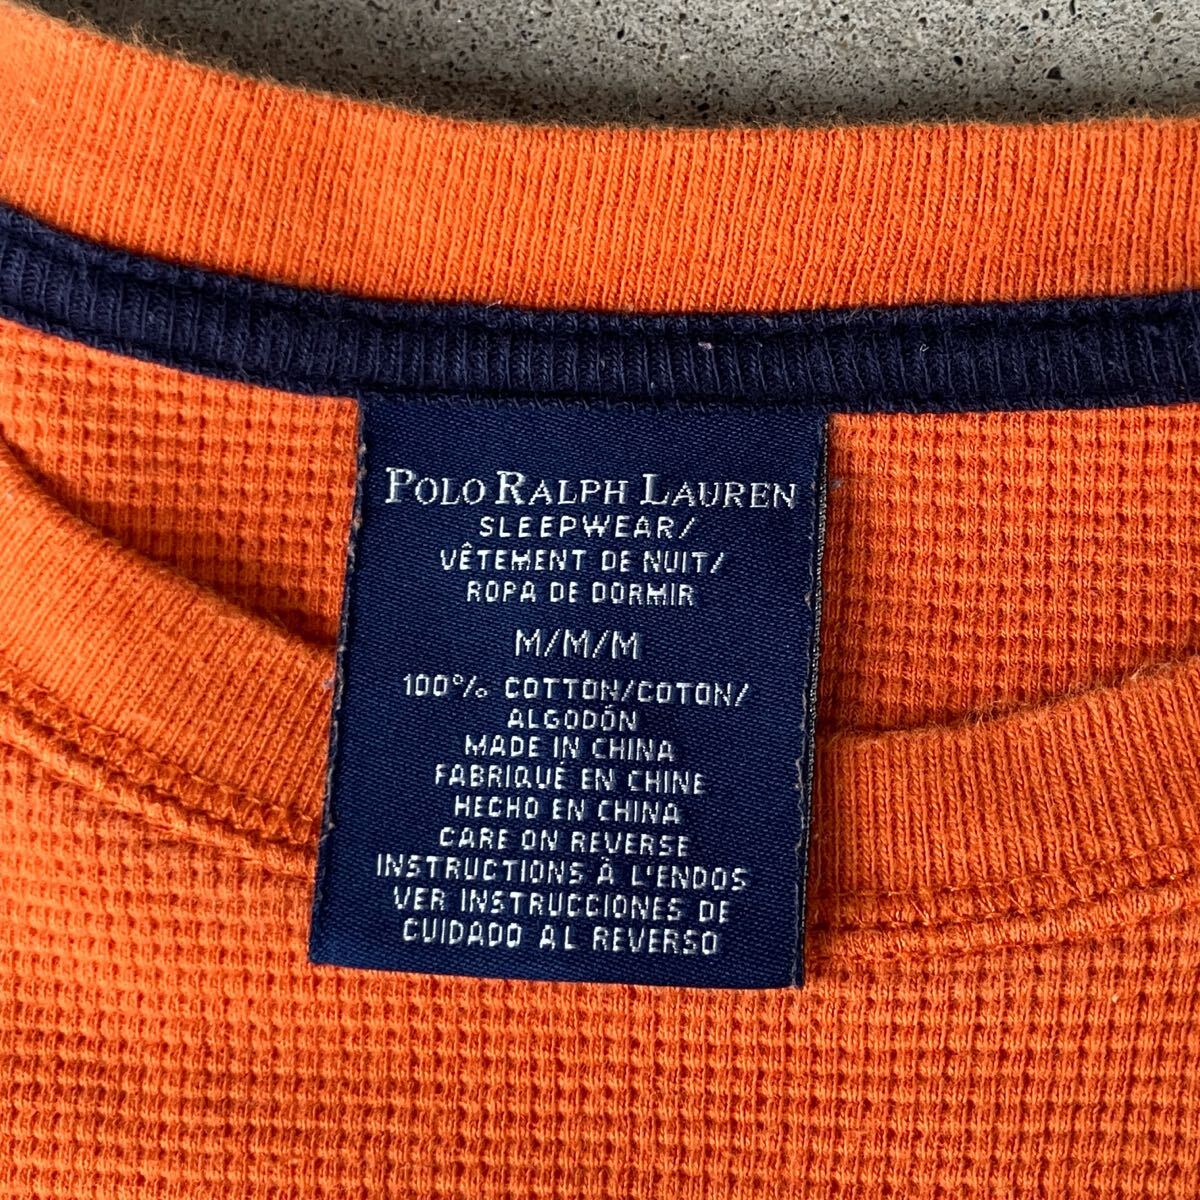 POLO RALPH LAUREN
SLEEPWEAR/
VÊTEMENT DE NUIT/
ROPA DE DORMIR
M/M/M
100% COTTON/COTON/
ALGODÓN
MADE IN CHINA
FABRIQUÉ EN CHINE
HECHO EN CHINA
CARE ON REVERSE
INSTRUCTIONS À L'ENDOS
VER INSTRUCCIONES DE
CUIDADO AL REVERSO